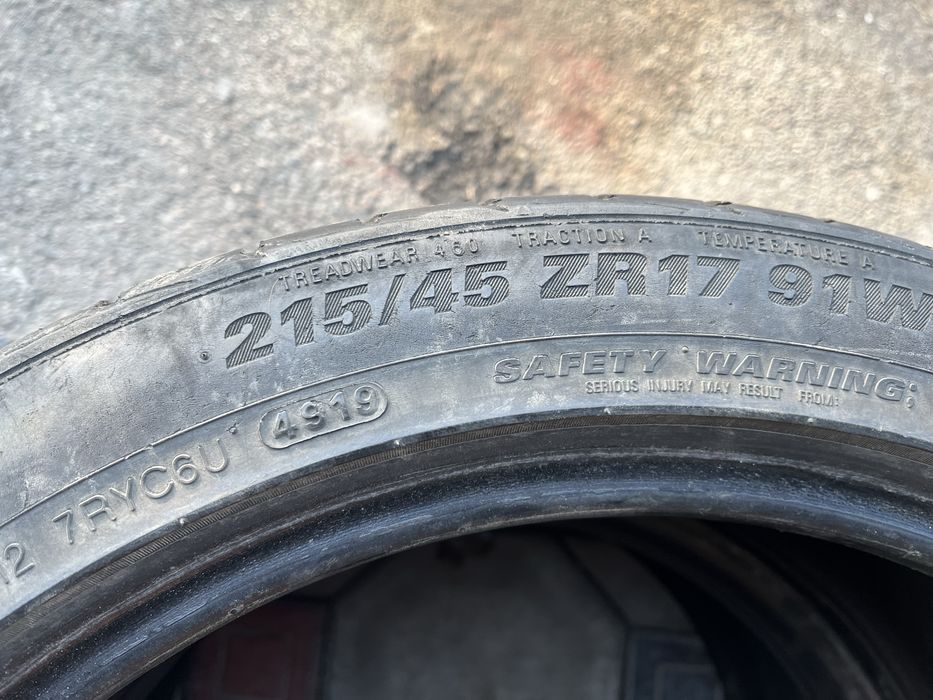 TREADWEAR 460 TRACTION A TEMPERATURE A
215/45 ZR17 91W
SAFETY WARNING:
SERIOUS INJURY MAY RESULT FROM:
7RYC6U 4919